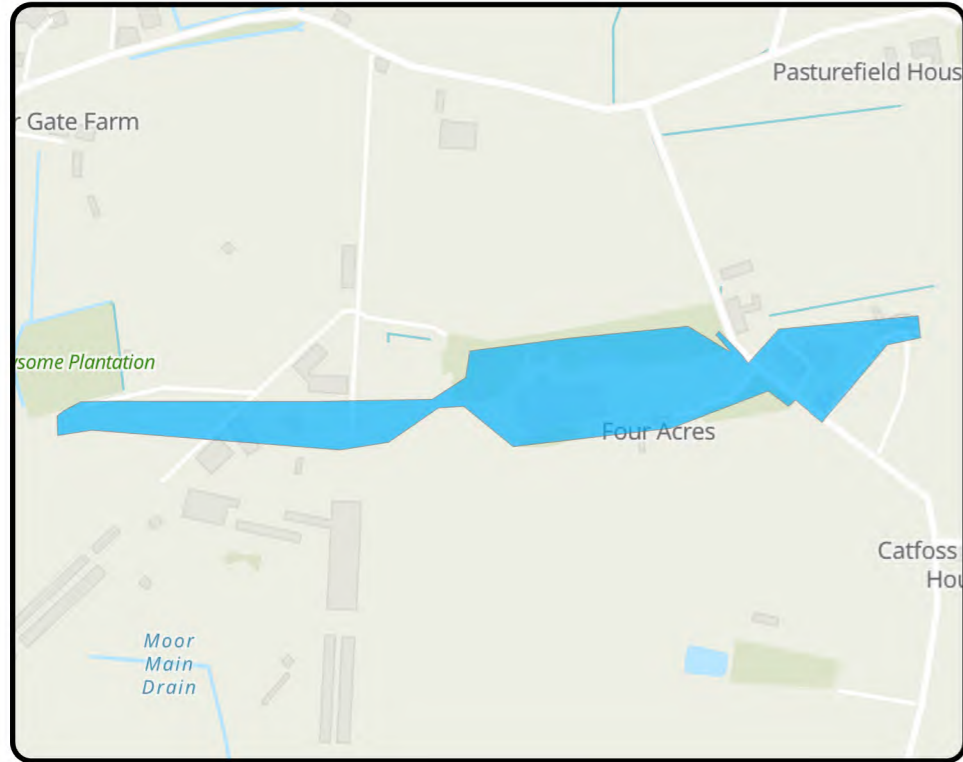 Pasturefield Hous
r Gate Farm
some Plantation
Four Acres
Catfoss
Hou
Moor
Main
Drain